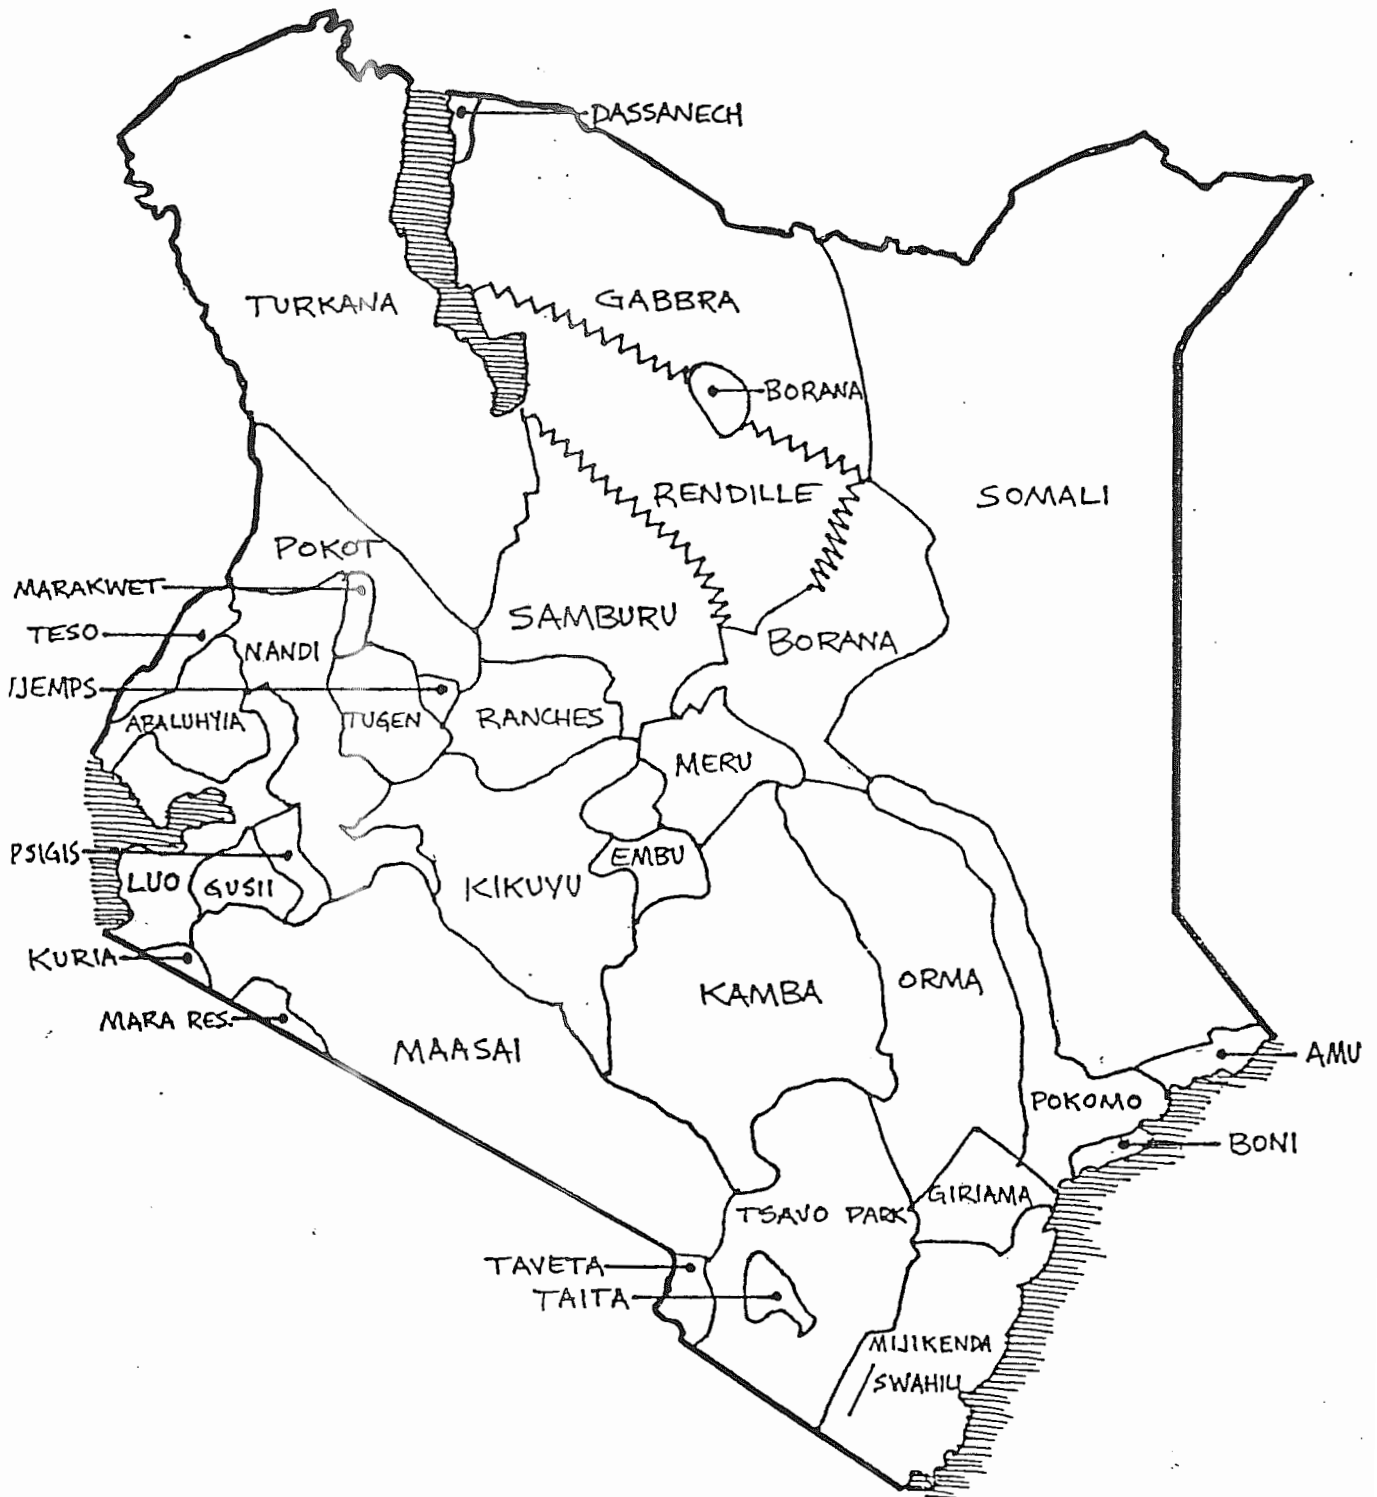 DASSANECH
TURKANA
GABBRA
BORANA
RENDILLE
SOMALI
POKOT
MARAKWET
SAMBURU
TESO
NANDI
BORANA
IJEMPS
ABALUHYIA
TUGEN
RANCHES
MERU
PSIGIS
EMBU
LUO
GUSII
KIKUYU
KURIA
ORMA
KAMBA
MARA RES.
MAASAI
AMU
POKOMO
BONI
GIRIAMA
TSAVO PARK
TAVETA
TAITA
MIJIKENDA
/ SWAHILI